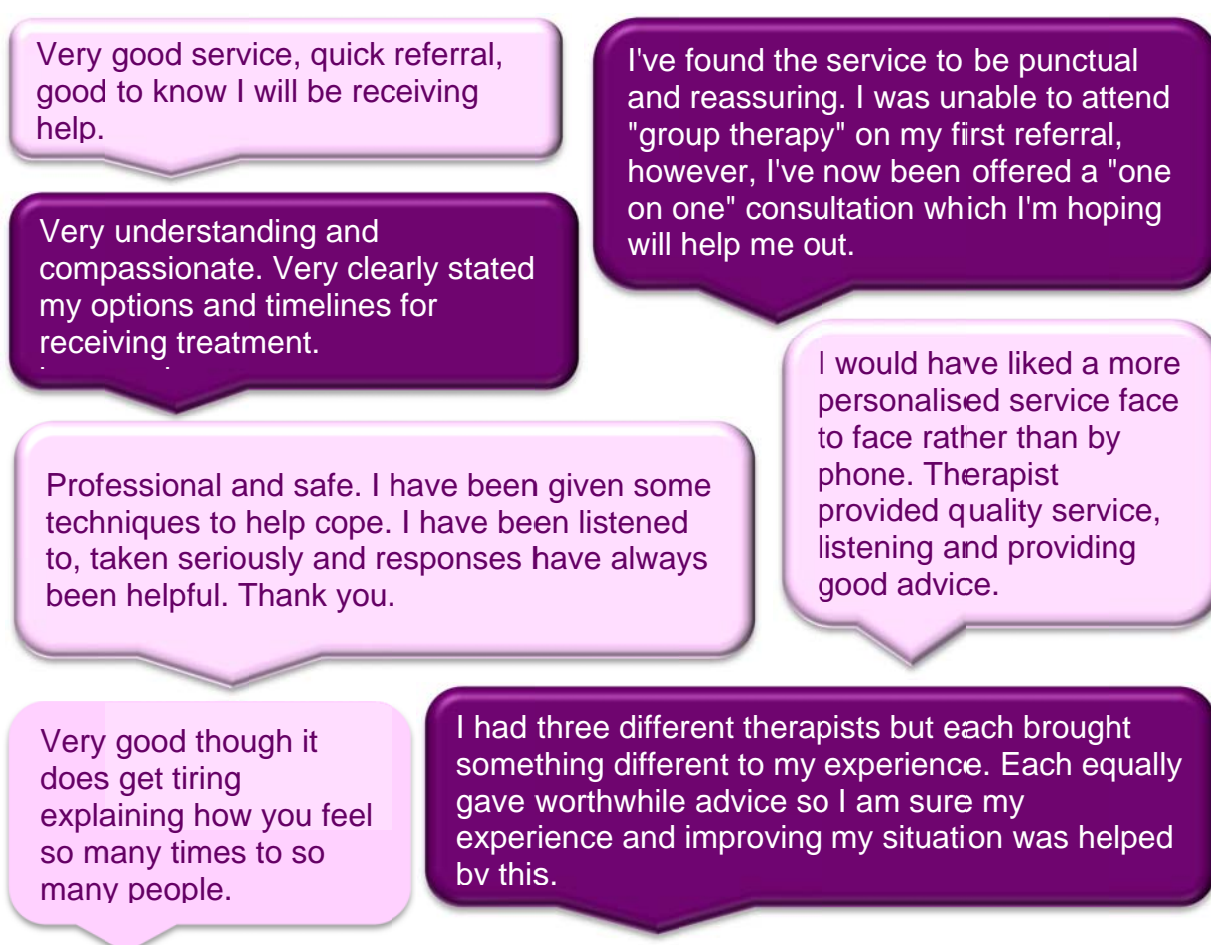 Very good service, quick referral,
good to know I will be receiving
help.
I've found the service to be punctual
and reassuring. I was unable to attend
"group therapy" on my first referral,
however, I've now been offered a "one
on one" consultation which I'm hoping
will help me out.
Very understanding and
compassionate. Very clearly stated
my options and timelines for
receiving treatment.
I would have liked a more
personalised service face
to face rather than by
phone. Therapist
provided quality service,
listening and providing
good advice.
Professional and safe. I have been given some
techniques to help cope. I have been listened
to, taken seriously and responses have always
been helpful. Thank you.
Very good though it
does get tiring
explaining how you feel
so many times to so
many people.
I had three different therapists but each brought
something different to my experience. Each equally
gave worthwhile advice so I am sure my
experience and improving my situation was helped
by this.